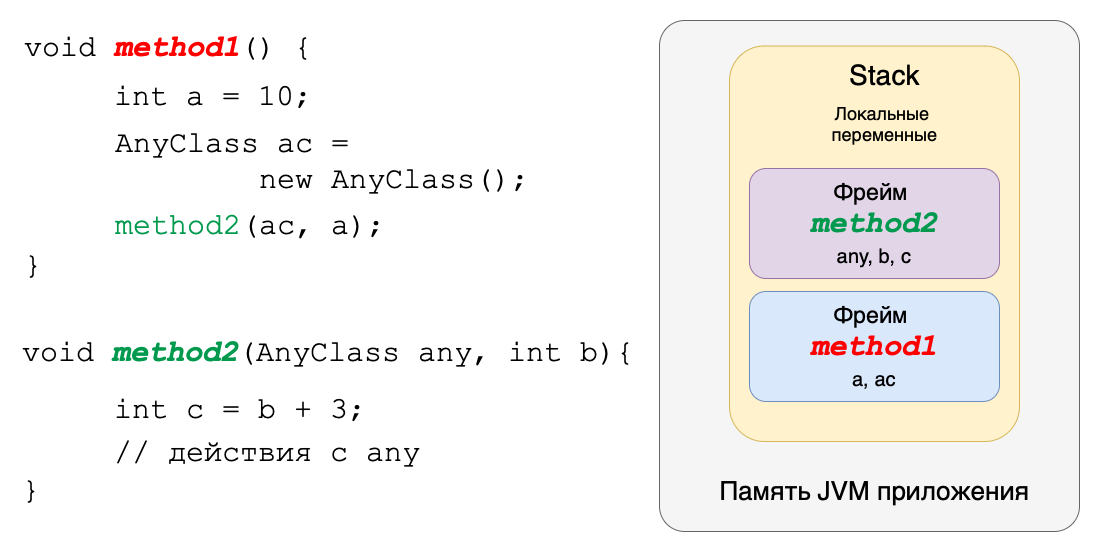 void method1() {
int a = 10;
AnyClass ac =
new AnyClass();
method2(ac, a);
}
void method2(AnyClass any, int b){
int c = b + 3;
// действия с any
}
Stack
Локальные
переменные
Фрейм
method2
any, b, c
Фрейм
method1
a, ac
Память JVM приложения